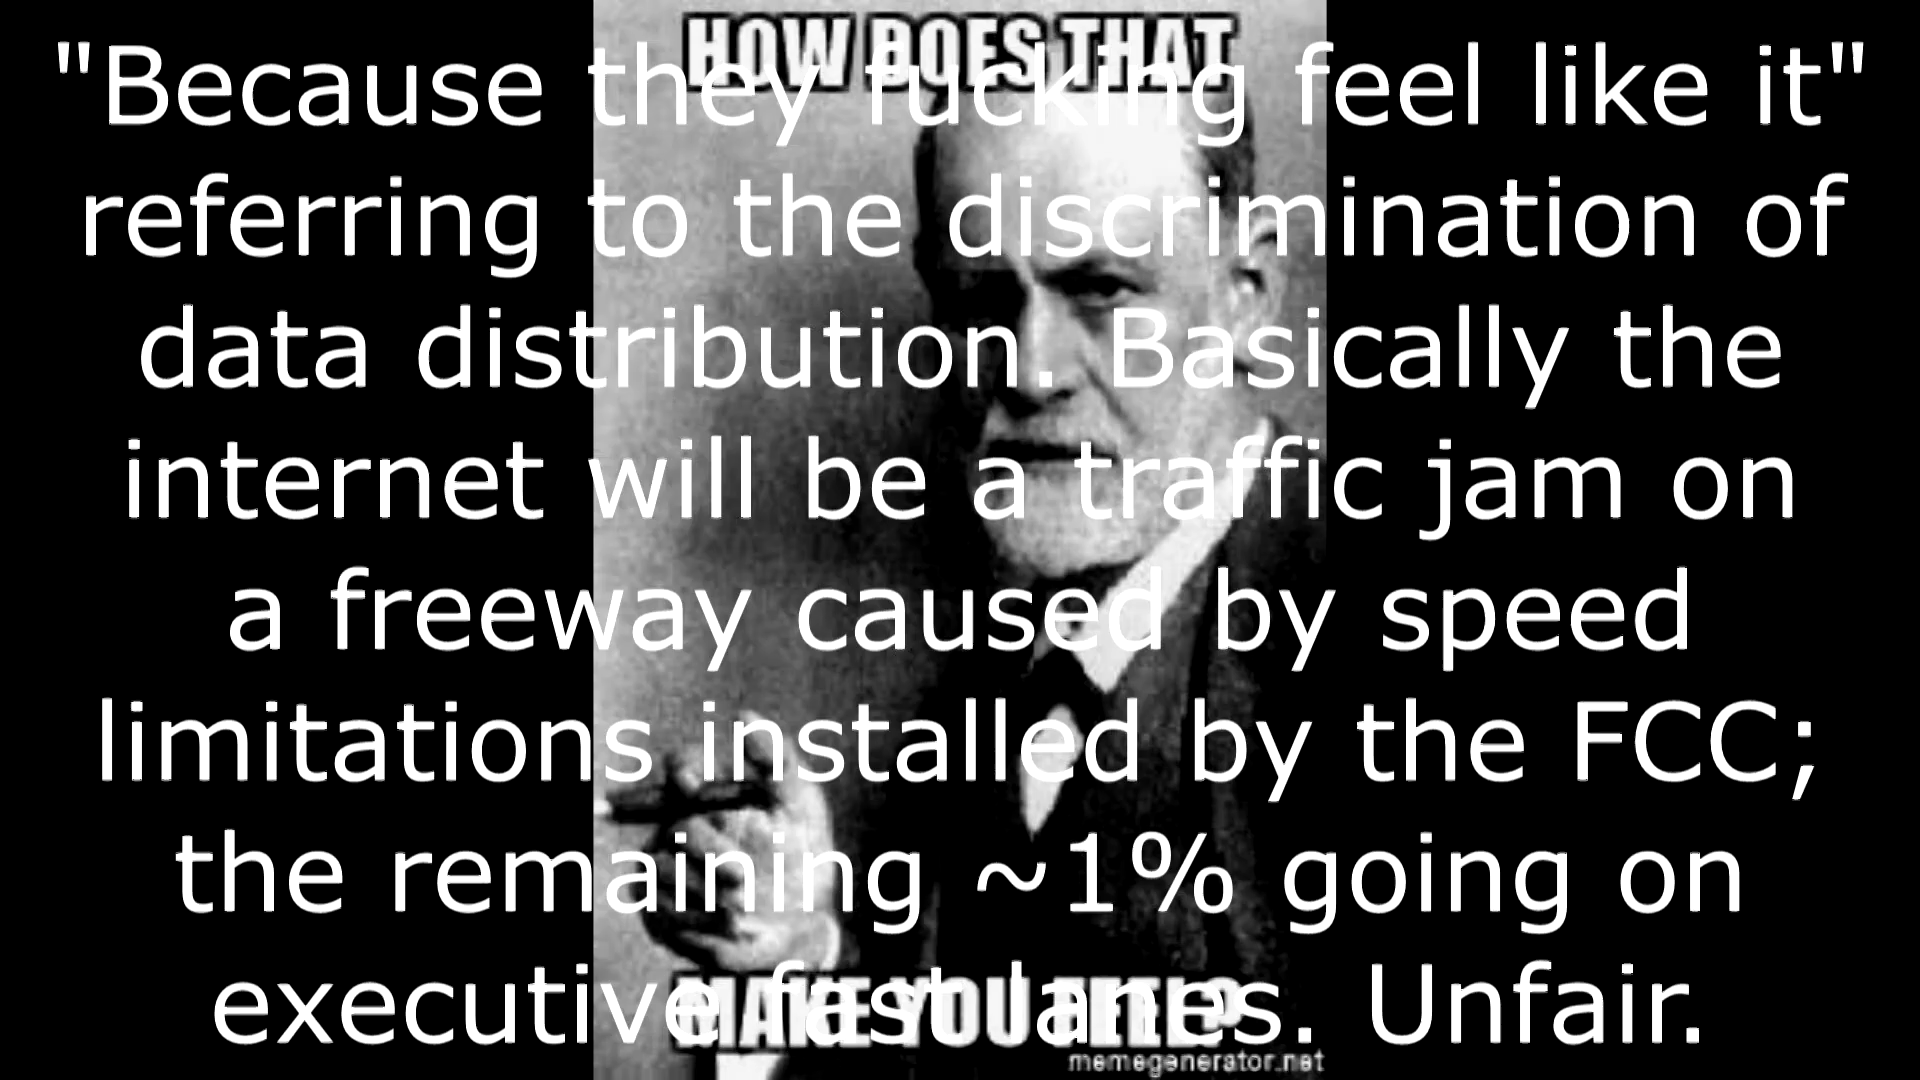 HOW DOES THAT
"Because they fucking feel like it"
referring to the discrimination of
data distribution. Basically the
internet will be a traffic jam on
a freeway caused by speed
limitations installed by the FCC;
the remaining ~1% going on
executive fast lanes. Unfair.
MAKE YOU FEEL?
memegenerator.net